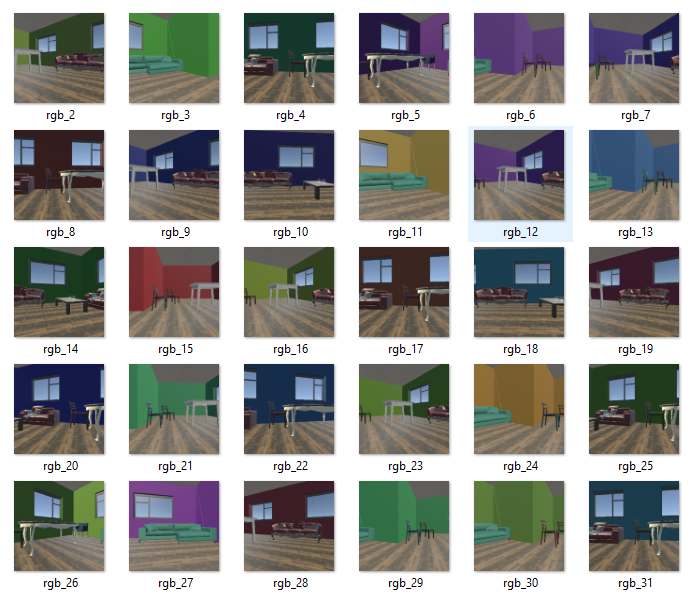 rgb_2 rgb_3 rgb_4 rgb_5 rgb_6 rgb_7
rgb_8 rgb_9 rgb_10 rgb_11 rgb_12 rgb_13
rgb_14 rgb_15 rgb_16 rgb_17 rgb_18 rgb_19
rgb_20 rgb_21 rgb_22 rgb_23 rgb_24 rgb_25
rgb_26 rgb_27 rgb_28 rgb_29 rgb_30 rgb_31